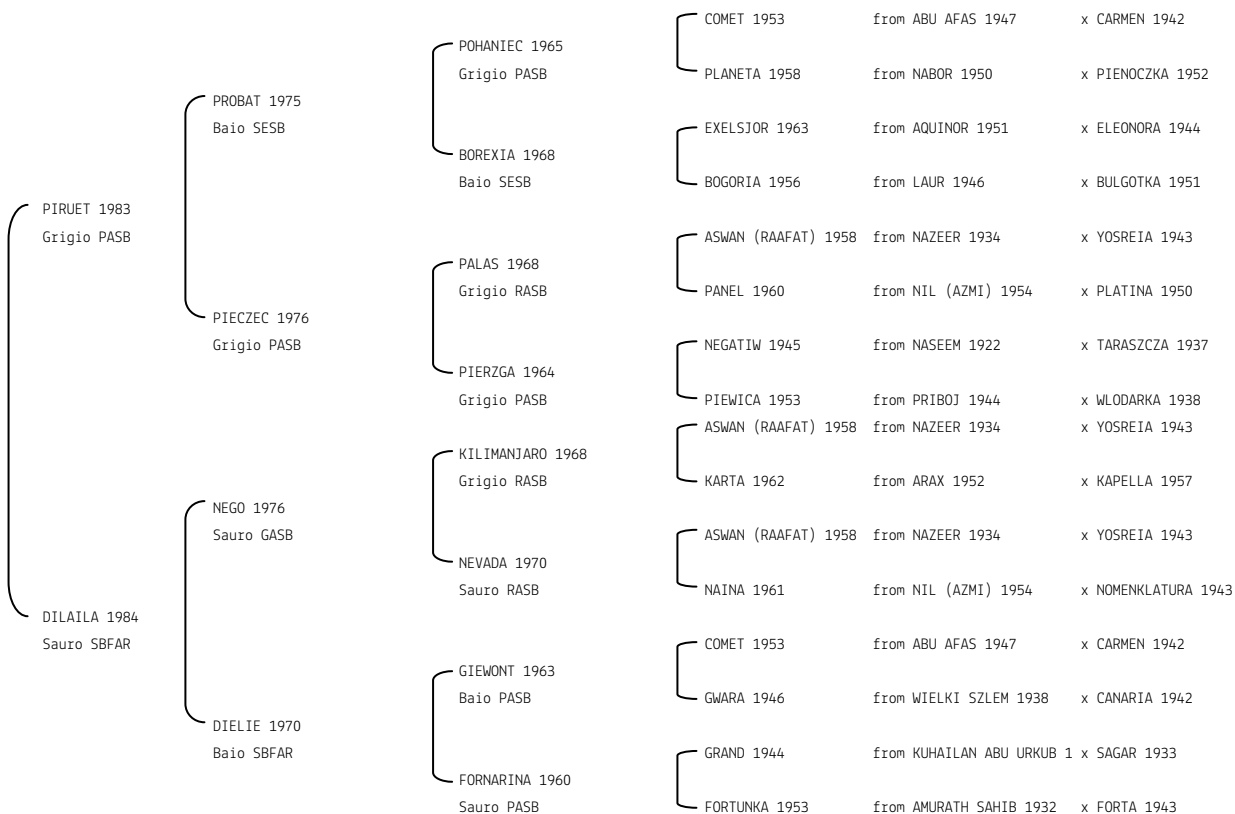 COMET 1953 from ABU AFAS 1947 x CARMEN 1942
POHANIEC 1965
Grigio PASB
PLANETA 1958 from NABOR 1950 x PIENOCZKA 1952
PROBAT 1975
Baio SESB
EXELSJOR 1963 from AQUINOR 1951 x ELEONORA 1944
BOREXIA 1968
Baio SESB
BOGORIA 1956 from LAUR 1946 x BULGOTKA 1951
PIRUET 1983
Grigio PASB
ASWAN (RAAFAT) 1958 from NAZEER 1934 x YOSREIA 1943
PALAS 1968
Grigio RASB
PANEL 1960 from NIL (AZMI) 1954 x PLATINA 1950
PIECZEC 1976
Grigio PASB
NEGATIW 1945 from NASEEM 1922 x TARASZCZA 1937
PIERZGA 1964
Grigio PASB
PIEWICA 1953 from PRIBOJ 1944 x WLODARKA 1938
ASWAN (RAAFAT) 1958 from NAZEER 1934 x YOSREIA 1943
KILIMANJARO 1968
Grigio RASB
KARTA 1962 from ARAX 1952 x KAPELLA 1957
NEGO 1976
Sauro GASB
ASWAN (RAAFAT) 1958 from NAZEER 1934 x YOSREIA 1943
NEVADA 1970
Sauro RASB
NAINA 1961 from NIL (AZMI) 1954 x NOMENKLATURA 1943
DILAILA 1984
Sauro SBFAR
COMET 1953 from ABU AFAS 1947 x CARMEN 1942
GIEWONT 1963
Baio PASB
GWARA 1946 from WIELKI SZLEM 1938 x CANARIA 1942
DIELIE 1970
Baio SBFAR
GRAND 1944 from KUHAILAN ABU URKUB 1 x SAGAR 1933
FORNARINA 1960
Sauro PASB
FORTUNKA 1953 from AMURATH SAHIB 1932 x FORTA 1943